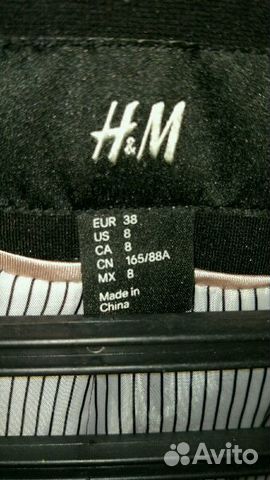 H&M
EUR 38
US 8
CA 8
CN 165/88A
MX 8
Made in
China
Avito